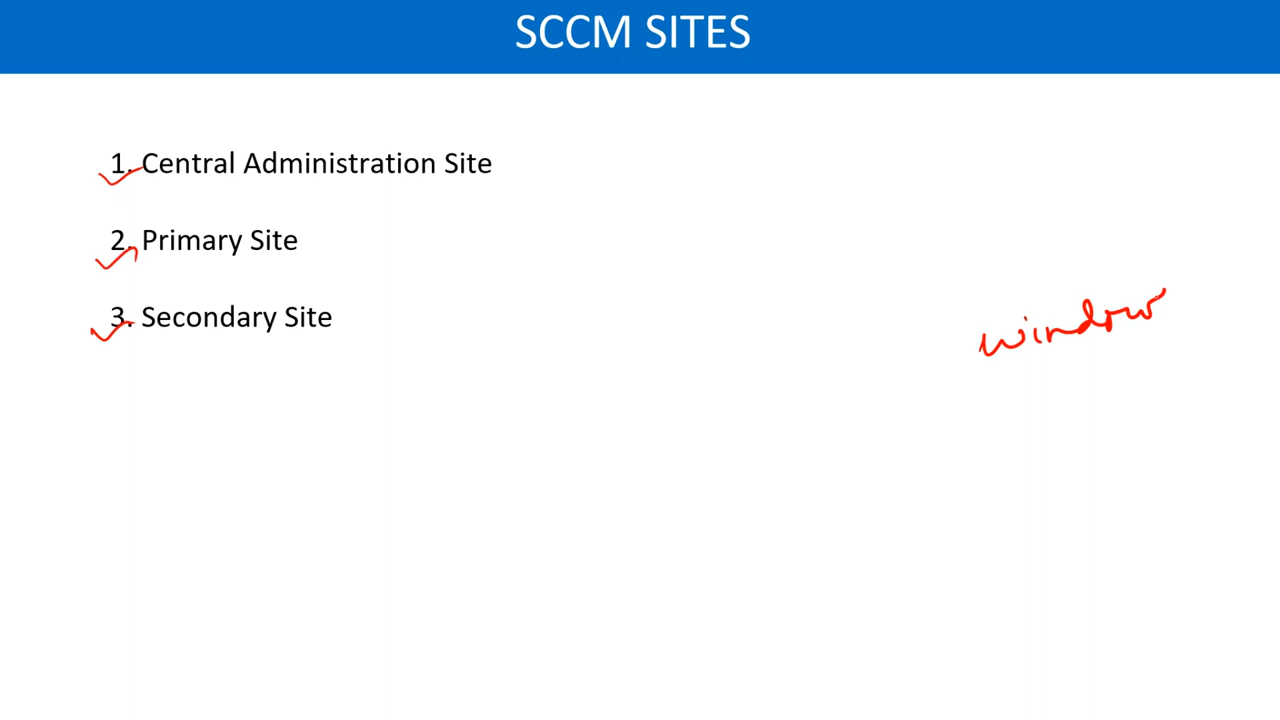 SCCM SITES
1. Central Administration Site
2. Primary Site
3. Secondary Site
window